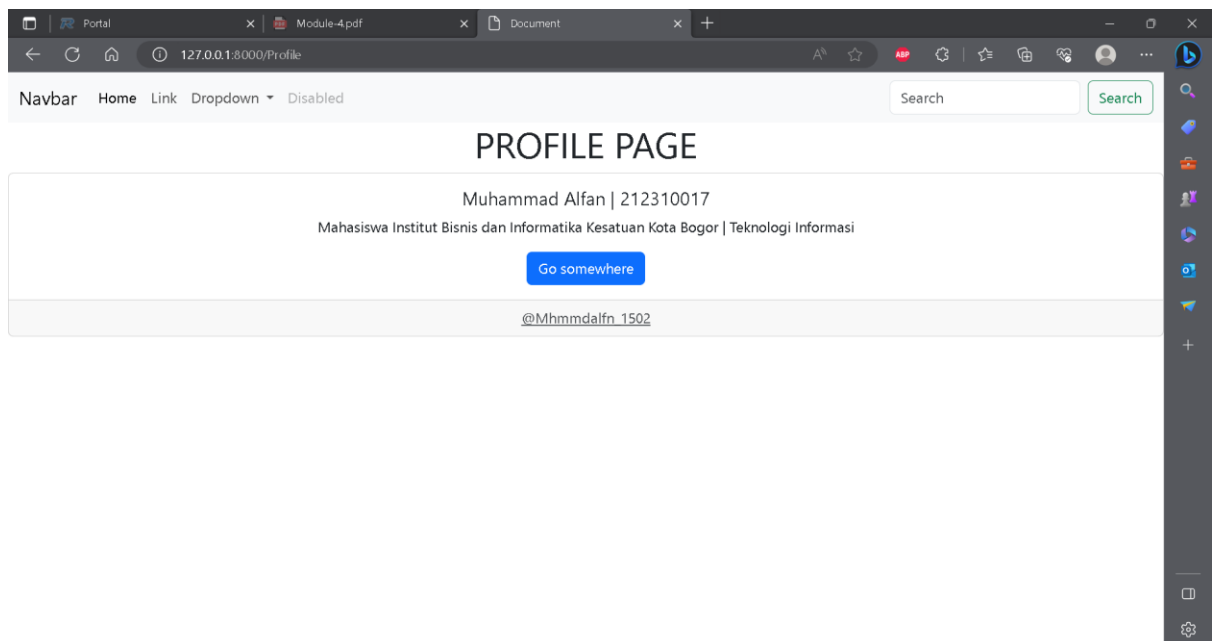 Portal Module-4.pdf Document
127.0.0.1:8000/Profile ABP
Navbar Home Link Dropdown Disabled Search Search
PROFILE PAGE
Muhammad Alfan | 212310017
Mahasiswa Institut Bisnis dan Informatika Kesatuan Kota Bogor | Teknologi Informasi
Go somewhere
@Mhmmdalfn_1502